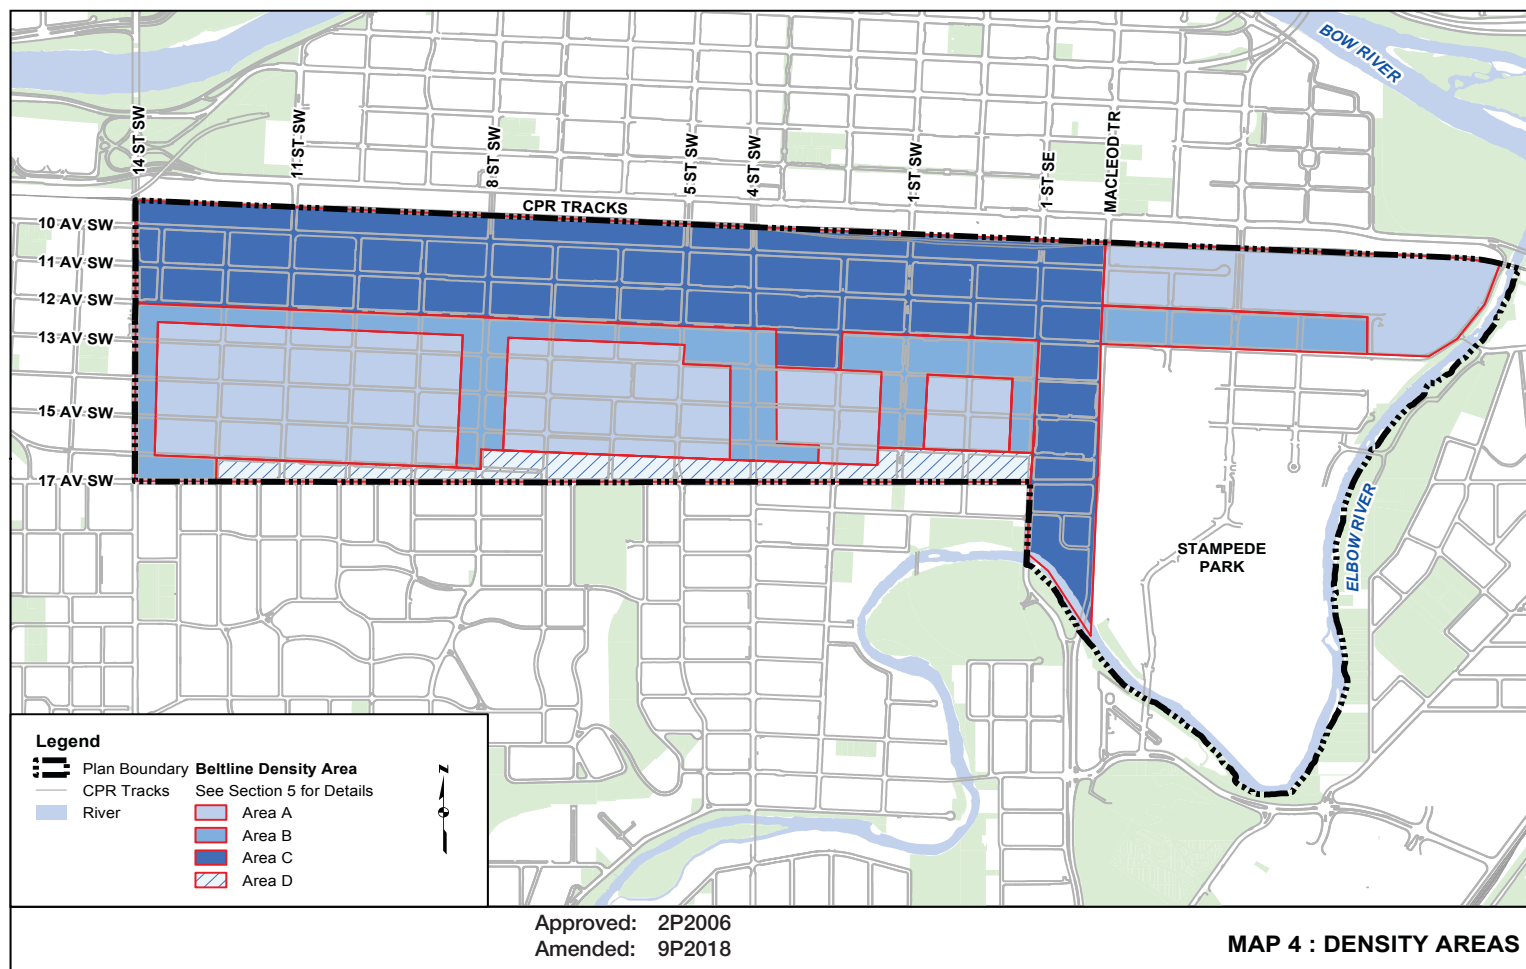 BOW RIVER
14 ST SW
11 ST SW
8 ST SW
5 ST SW
4 ST SW
1 ST SW
1 ST SE
MACLEOD TR
CPR TRACKS
10 AV SW
11 AV SW
12 AV SW
13 AV SW
15 AV SW
17 AV SW
STAMPEDE
PARK
ELBOW RIVER
Legend
Plan Boundary
CPR Tracks
River
Beltline Density Area
See Section 5 for Details
Area A
Area B
Area C
Area D
N
Approved: 2P2006
Amended: 9P2018
MAP 4 : DENSITY AREAS